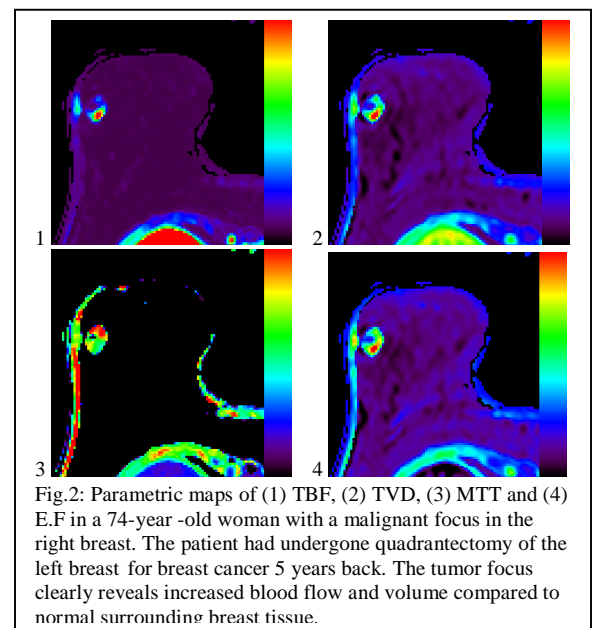 1
2
3
4
Fig.2: Parametric maps of (1) TBF, (2) TVD, (3) MTT and (4)
E.F in a 74-year -old woman with a malignant focus in the
right breast. The patient had undergone quadrantectomy of the
left breast for breast cancer 5 years back. The tumor focus
clearly reveals increased blood flow and volume compared to
normal surrounding breast tissue.